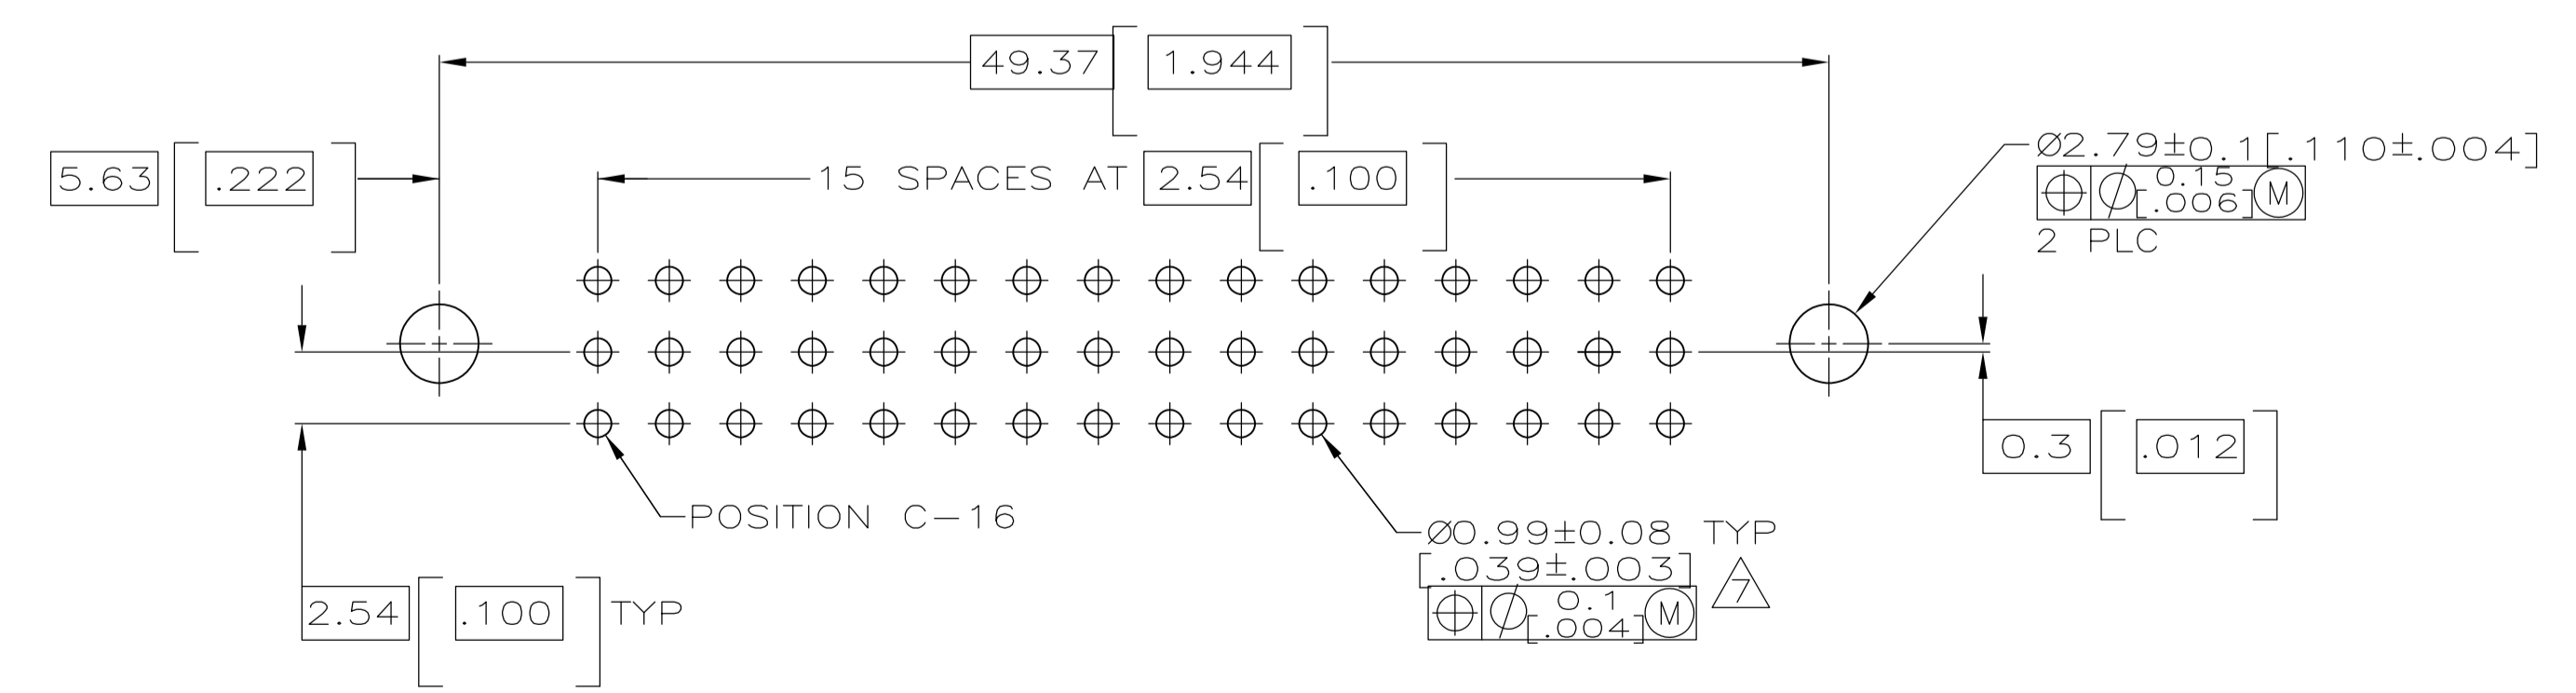 49.37 [1.944]
5.63 [.222]
15 SPACES AT 2.54 [.100]
Ø2.79±0.1[.110±.004]
⌖ Ø 0.15 Ⓜ
[.006]
2 PLC
0.3 [.012]
POSITION C-16
Ø0.99±0.08 TYP
[.039±.003] 7
⌖ Ø 0.1 Ⓜ
[.004]
2.54 [.100] TYP